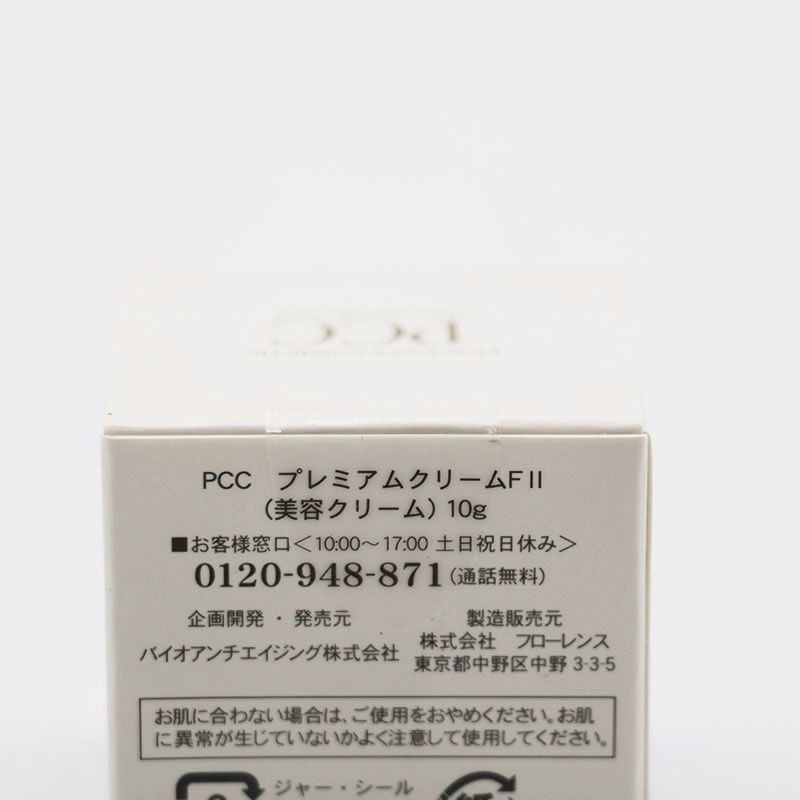 PCC
PCC プレミアムクリームFII
(美容クリーム) 10g
■お客様窓口<10:00〜17:00 土日祝日休み>
0120-948-871(通話無料)
企画開発・発売元
バイオアンチエイジング株式会社
製造販売元
株式会社 フローレンス
東京都中野区中野 3-3-5
お肌に合わない場合は、ご使用をおやめください。お肌
に異常が生じていないかよく注意して使用してください。
ジャー・シール